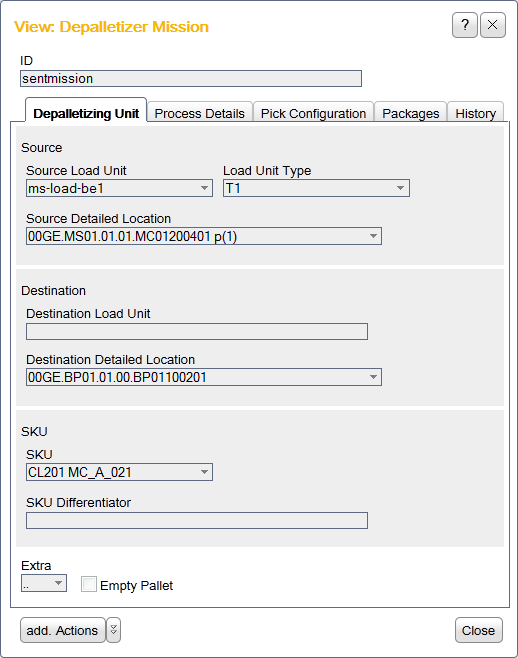 View: Depalletizer Mission
?
ID
sentmission
Depalletizing Unit Process Details Pick Configuration Packages History
Source
Source Load Unit Load Unit Type
ms-load-be1 T1
Source Detailed Location
00GE.MS01.01.01.MC01200401 p(1)
Destination
Destination Load Unit
Destination Detailed Location
00GE.BP01.01.00.BP01100201
SKU
SKU
CL201 MC_A_021
SKU Differentiator
Extra
.. Empty Pallet
add. Actions Close